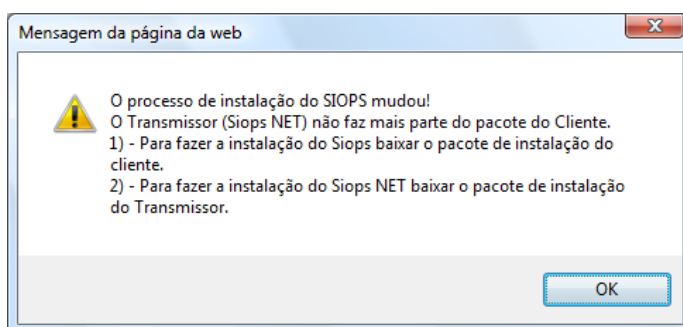 Mensagem da página da web
O processo de instalação do SIOPS mudou!
O Transmissor (Siops NET) não faz mais parte do pacote do Cliente.
1) - Para fazer a instalação do Siops baixar o pacote de instalação do
cliente.
2) - Para fazer a instalação do Siops NET baixar o pacote de instalação
do Transmissor.
OK